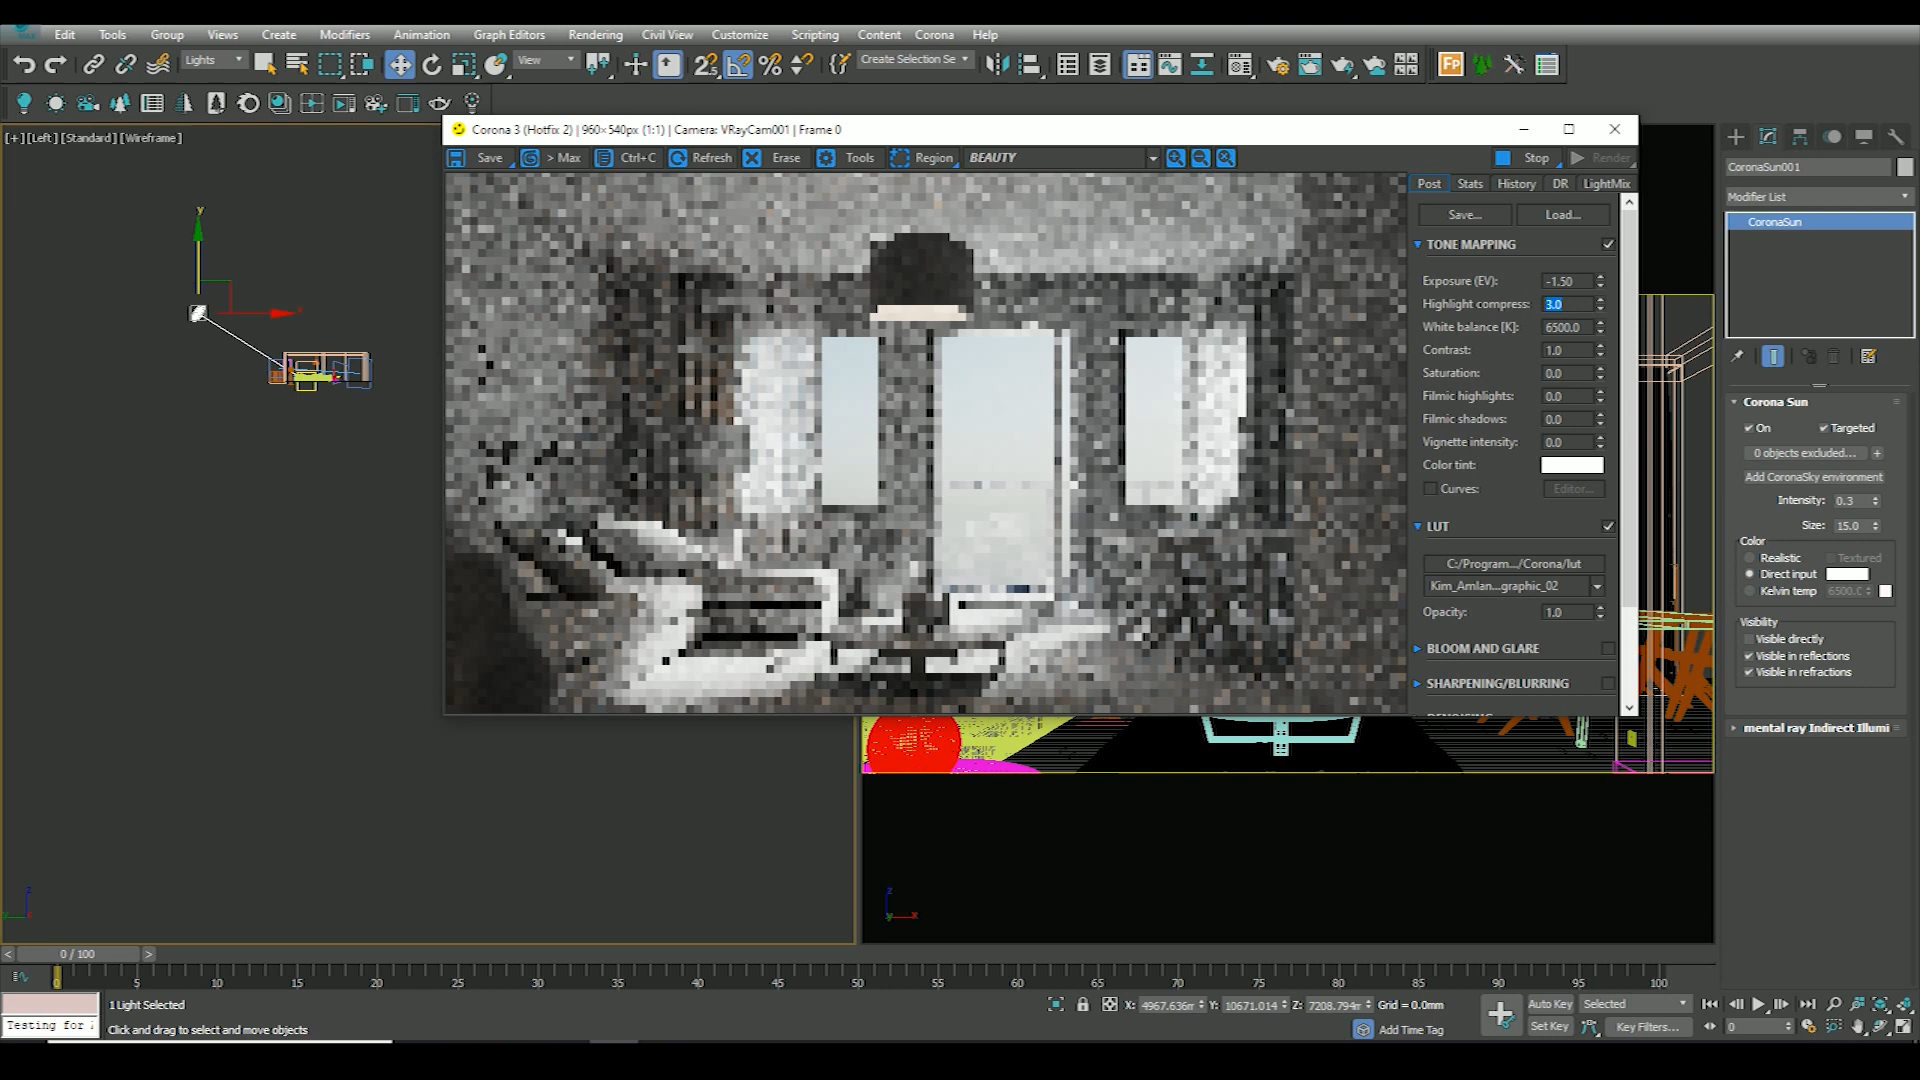 Edit Tools Group Views Create Modifiers Animation Graph Editors Rendering Civil View Customize Scripting Content Corona Help
Lights View Create Selection Se
[+] [Left] [Standard] [Wireframe]
Corona 3 (Hotfix 2) | 960×540px (1:1) | Camera: VRayCam001 | Frame 0
Save > Max Ctrl+C Refresh Erase Tools Region BEAUTY Stop Render
Post Stats History DR LightMix
Save... Load...
TONE MAPPING
Exposure (EV): -1.50
Highlight compress: 3.0
White balance [K]: 6500.0
Contrast: 1.0
Saturation: 0.0
Filmic highlights: 0.0
Filmic shadows: 0.0
Vignette intensity: 0.0
Color tint:
Curves: Editor...
LUT
C:/Program.../Corona/lut
Kim_Amlan...graphic_02
Opacity: 1.0
BLOOM AND GLARE
SHARPENING/BLURRING
CoronaSun001
Modifier List
CoronaSun
Corona Sun
On Targeted
0 objects excluded... +
Add CoronaSky environment
Intensity: 0.3
Size: 15.0
Color
Realistic Textured
Direct input
Kelvin temp 6500.0
Visibility
Visible directly
Visible in reflections
Visible in refractions
mental ray Indirect Illumi
y
x
z
y x
z
y x
< 0 / 100 >
0 5 10 15 20 25 30 35 40 45 50 55 60 65 70 75 80 85 90 95 100
1 Light Selected
X: 4967.636m Y: 10671.014 Z: 7208.794m Grid = 0.0mm
Auto Key Selected
Testing for
Click and drag to select and move objects
Add Time Tag
Set Key Key Filters... 0